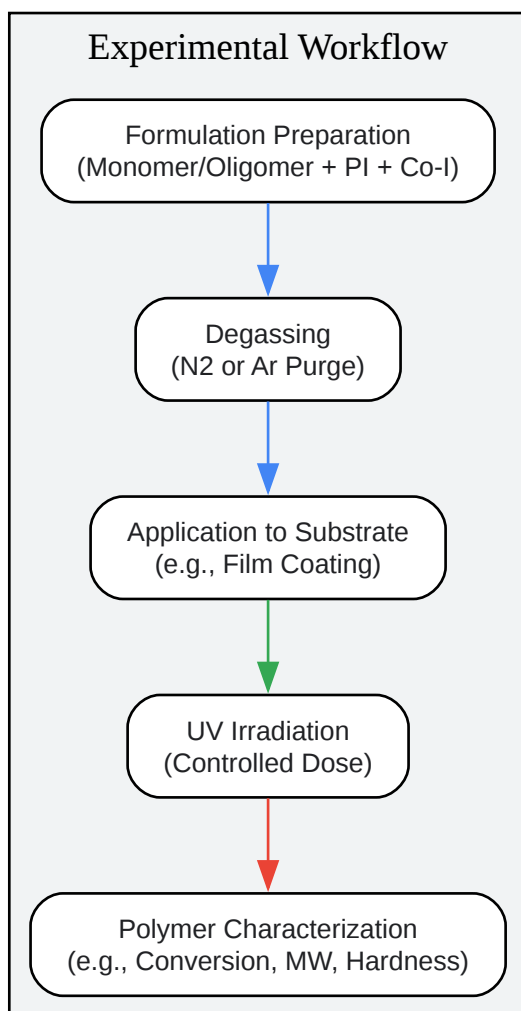 Experimental Workflow
Formulation Preparation
(Monomer/Oligomer + PI + Co-I)
Degassing
(N2 or Ar Purge)
Application to Substrate
(e.g., Film Coating)
UV Irradiation
(Controlled Dose)
Polymer Characterization
(e.g., Conversion, MW, Hardness)